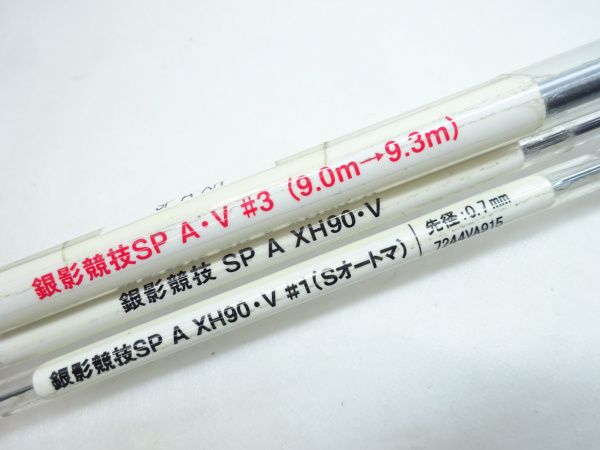 銀影競技SP A・V #3 (9.0m→9.3m)
銀影競技 SP A XH90・V
銀影競技SP A XH90・V #1(Sオートマ)
先径:0.7mm
7244VA915